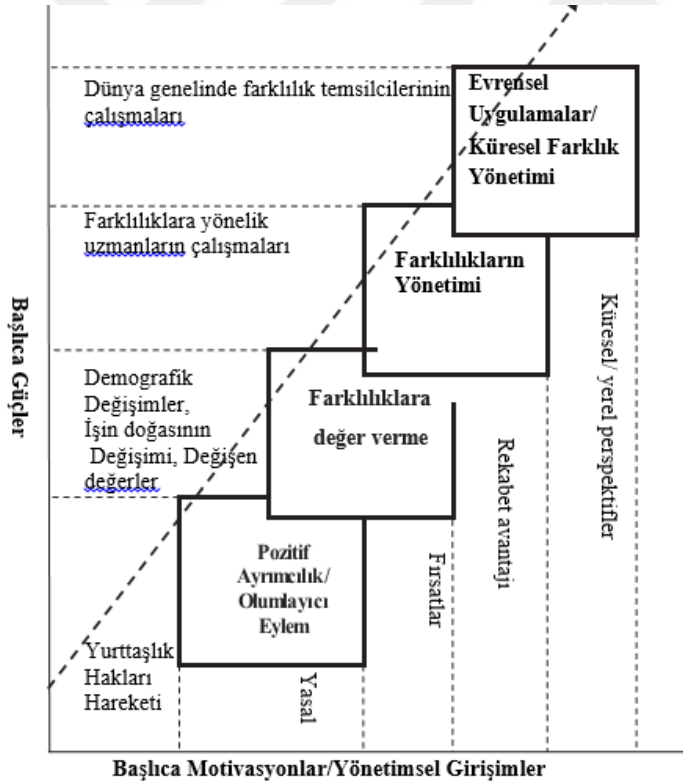 Dünya genelinde farklılık temsilcilerinin
çalışmaları
Evrensel
Uygulamalar/
Küresel Farklık
Yönetimi
Farklılıklara yönelik
uzmanların çalışmaları
Farklılıkların
Yönetimi
Demografik
Değişimler,
İşin doğasının
Değişimi, Değişen
değerler
Farklılıklara
değer verme
Pozitif
Ayrımcılık/
Olumlayıcı
Eylem
Yurttaşlık
Hakları
Hareketi
Yasal
Fırsatlar
Rekabet avantajı
Küresel/ yerel perspektifler
Başlıca Güçler
Başlıca Motivasyonlar/Yönetimsel Girişimler